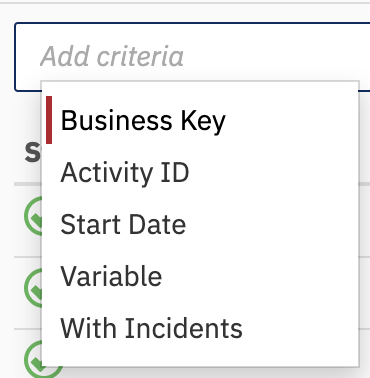 Add criteria
Business Key
S
Activity ID
Start Date
Variable
With Incidents